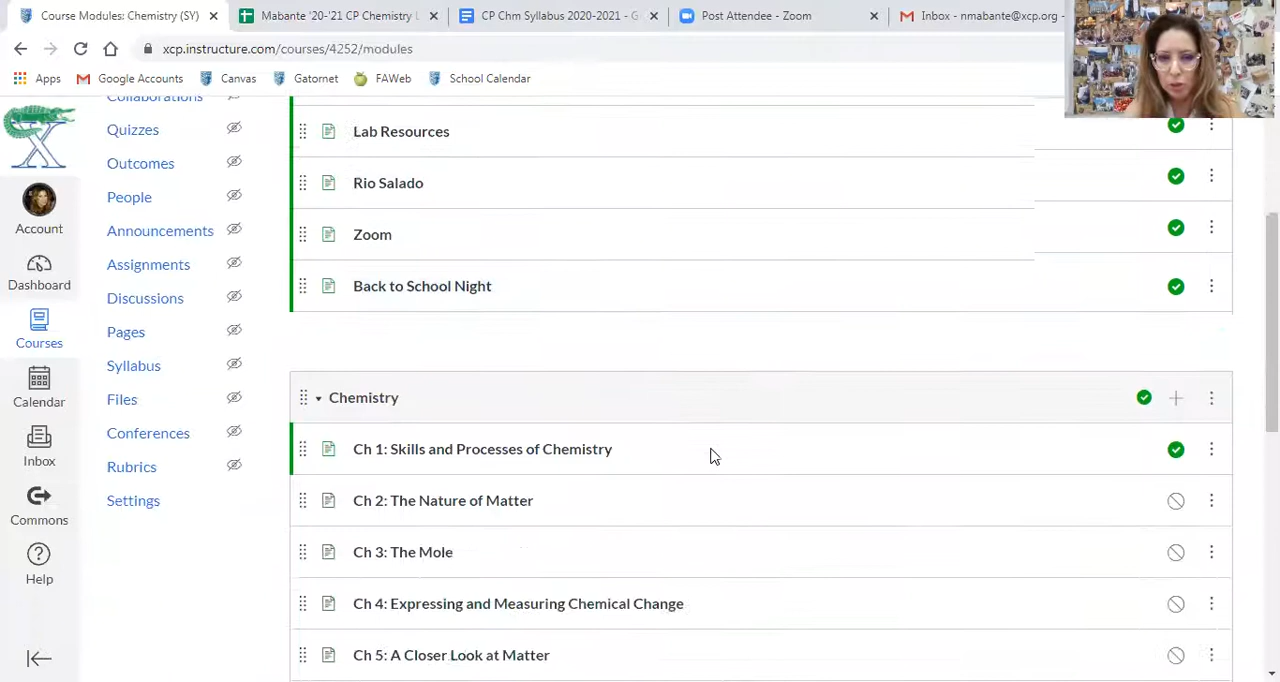 Course Modules: Chemistry (SY)
Mabante '20-'21 CP Chemistry L
CP Chm Syllabus 2020-2021 - G
Post Attendee - Zoom
Inbox - nmabante@xcp.org -
xcp.instructure.com/courses/4252/modules
Apps
Google Accounts
Canvas
Gatornet
FAWeb
School Calendar
X
Account
Dashboard
Courses
Calendar
Inbox
Commons
Help
Collaborations
Quizzes
Outcomes
People
Announcements
Assignments
Discussions
Pages
Syllabus
Files
Conferences
Rubrics
Settings
Lab Resources
Rio Salado
Zoom
Back to School Night
Chemistry
Ch 1: Skills and Processes of Chemistry
Ch 2: The Nature of Matter
Ch 3: The Mole
Ch 4: Expressing and Measuring Chemical Change
Ch 5: A Closer Look at Matter